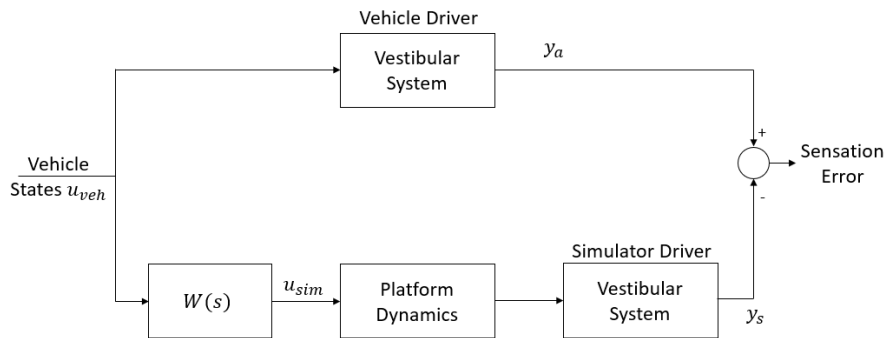 Vehicle Driver
Vestibular
System
y_a
+
Vehicle
States u_veh
Sensation
Error
-
Simulator Driver
W(s)
u_sim
Platform
Dynamics
Vestibular
System
y_s